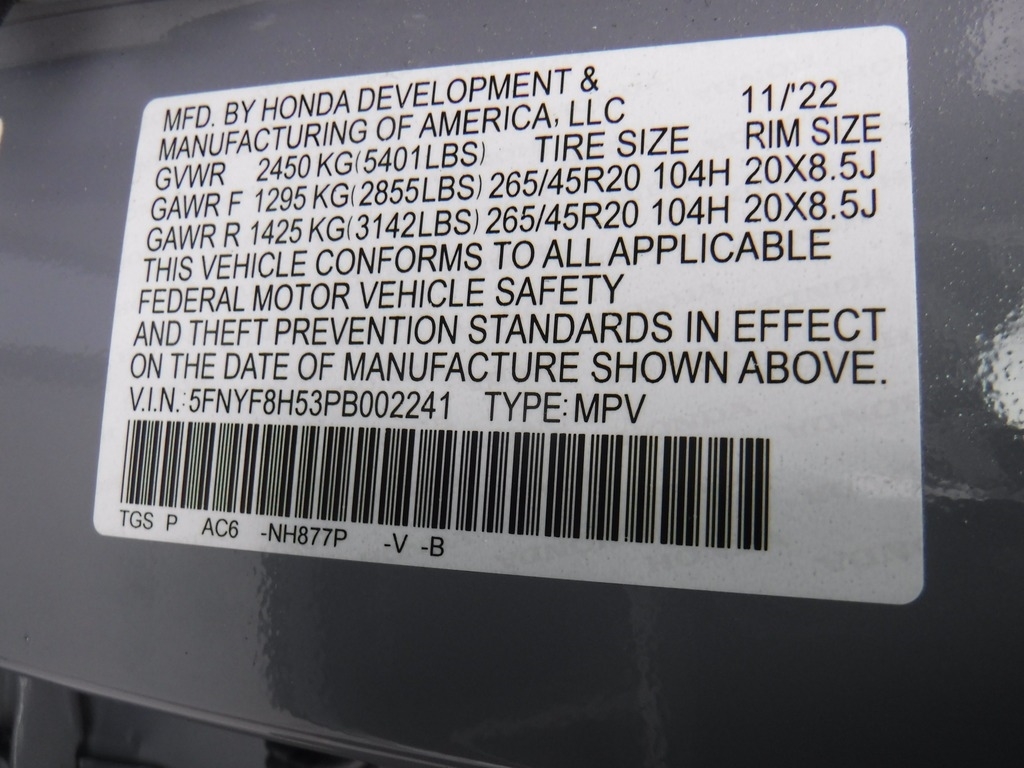 MFD. BY HONDA DEVELOPMENT &
MANUFACTURING OF AMERICA, LLC 11/'22
GVWR 2450 KG(5401LBS) TIRE SIZE RIM SIZE
GAWR F 1295 KG(2855LBS) 265/45R20 104H 20X8.5J
GAWR R 1425 KG(3142LBS) 265/45R20 104H 20X8.5J
THIS VEHICLE CONFORMS TO ALL APPLICABLE
FEDERAL MOTOR VEHICLE SAFETY
AND THEFT PREVENTION STANDARDS IN EFFECT
ON THE DATE OF MANUFACTURE SHOWN ABOVE.
V.I.N.: 5FNYF8H53PB002241 TYPE: MPV
TGS P AC6 -NH877P -V -B